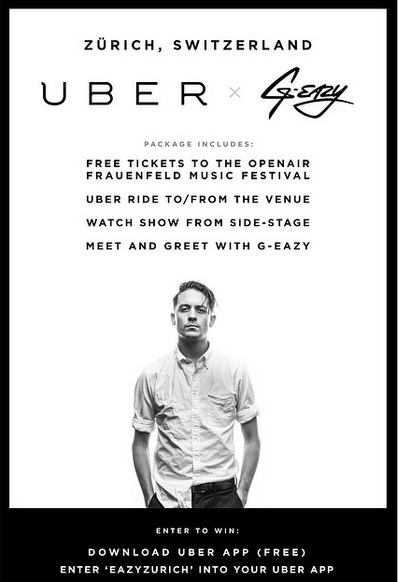 ZÜRICH, SWITZERLAND
UBER × G-EAZY
PACKAGE INCLUDES:
FREE TICKETS TO THE OPENAIR
FRAUENFELD MUSIC FESTIVAL
UBER RIDE TO/FROM THE VENUE
WATCH SHOW FROM SIDE-STAGE
MEET AND GREET WITH G-EAZY
ENTER TO WIN:
DOWNLOAD UBER APP (FREE)
ENTER ‘EAZYZURICH’ INTO YOUR UBER APP